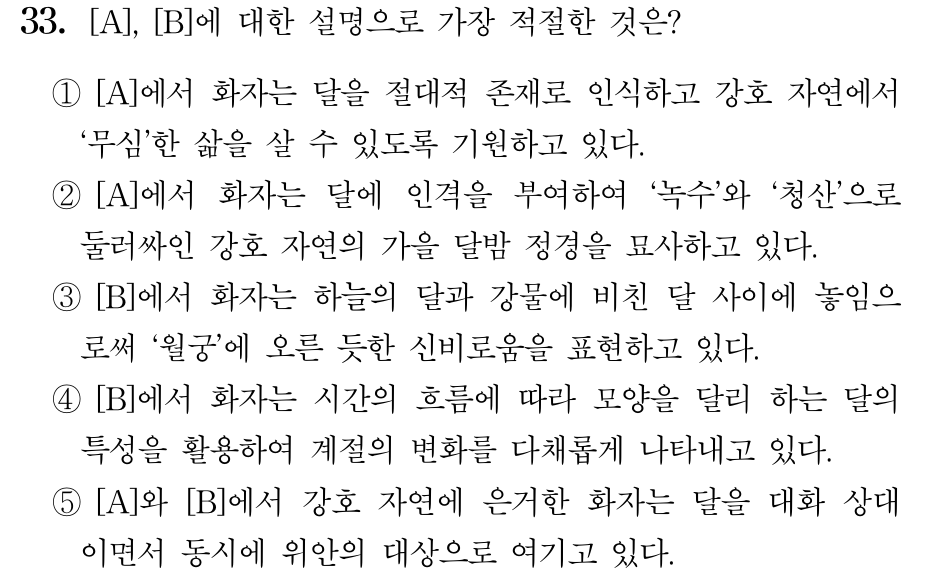 33. [A], [B]에 대한 설명으로 가장 적절한 것은?
① [A]에서 화자는 달을 절대적 존재로 인식하고 강호 자연에서
‘무심’한 삶을 살 수 있도록 기원하고 있다.
② [A]에서 화자는 달에 인격을 부여하여 ‘녹수’와 ‘청산’으로
둘러싸인 강호 자연의 가을 달밤 정경을 묘사하고 있다.
③ [B]에서 화자는 하늘의 달과 강물에 비친 달 사이에 놓임으
로써 ‘월궁’에 오른 듯한 신비로움을 표현하고 있다.
④ [B]에서 화자는 시간의 흐름에 따라 모양을 달리 하는 달의
특성을 활용하여 계절의 변화를 다채롭게 나타내고 있다.
⑤ [A]와 [B]에서 강호 자연에 은거한 화자는 달을 대화 상대
이면서 동시에 위안의 대상으로 여기고 있다.